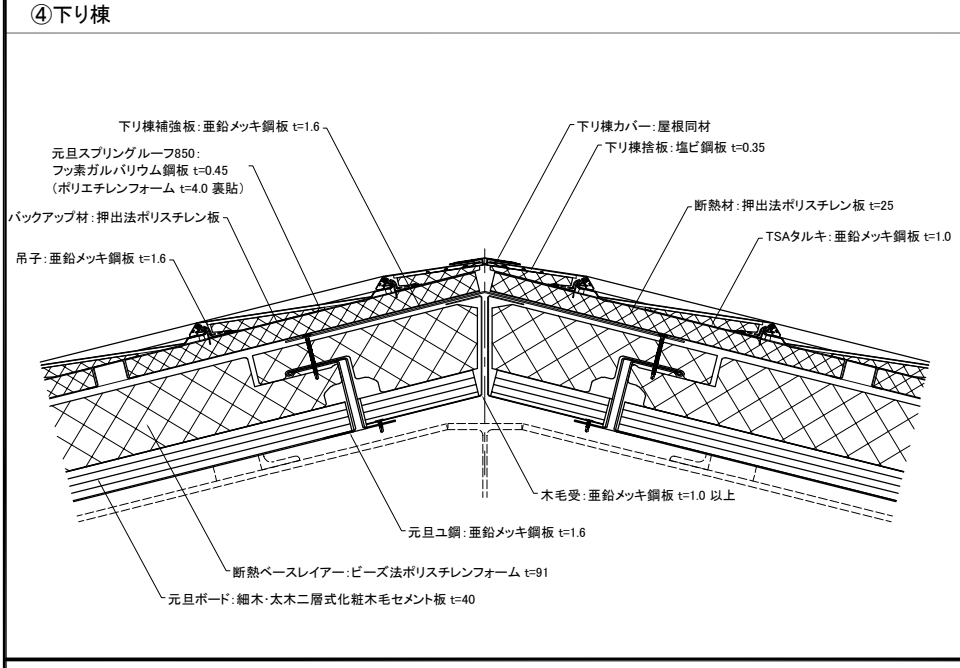 ④下り棟
下り棟補強板：亜鉛メッキ鋼板 t=1.6
元旦スプリングルーフ850：
フッ素ガルバリウム鋼板 t=0.45
（ポリエチレンフォーム t=4.0 裏貼）
バックアップ材：押出法ポリスチレン板
吊子：亜鉛メッキ鋼板 t=1.6
下り棟カバー：屋根同材
下り棟捨板：塩ビ鋼板 t=0.35
断熱材：押出法ポリスチレン板 t=25
TSAタルキ：亜鉛メッキ鋼板 t=1.0
木毛受：亜鉛メッキ鋼板 t=1.0 以上
元旦ユ鋼：亜鉛メッキ鋼板 t=1.6
断熱ベースレイアー：ビーズ法ポリスチレンフォーム t=91
元旦ボード：細木・太木二層式化粧木毛セメント板 t=40